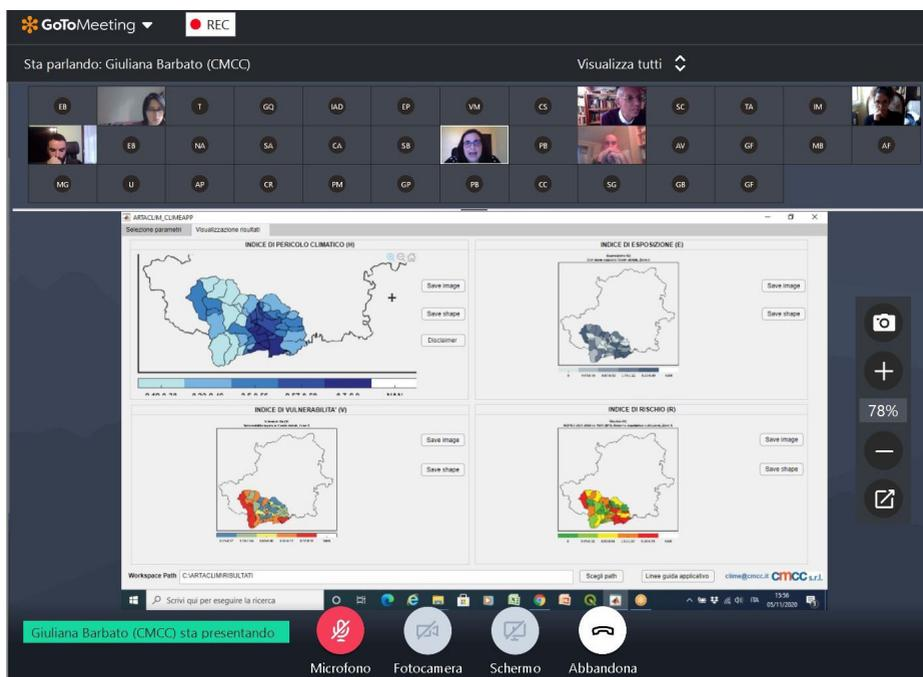 GoToMeeting
REC
Sta parlando: Giuliana Barbato (CMCC)
Visualizza tutti
EB T GQ IAD EP VM CS SC TA IM
EB NA SA CA SB PB AV GF MB AF
MG U AP CR PM GP PB CC SG GB GF
ARTACLIM_CLIMEAPP
Selezione parametri Visualizzazione risultati
INDICE DI PERICOLO CLIMATICO (H)
Save image
Save shape
Disclaimer
INDICE DI ESPOSIZIONE (E)
Save image
Save shape
INDICE DI VULNERABILITA' (V)
Save image
Save shape
INDICE DI RISCHIO (R)
Save image
Save shape
78%
Workspace Path C:\ARTACLIM\RISULTATI
Scegli path
Linee guida applicativo
clime@cmcc.it cmcc s.r.l.
Scrivi qui per eseguire la ricerca
ITA
15:56
05/11/2020
Giuliana Barbato (CMCC) sta presentando
Microfono Fotocamera Schermo Abbandona